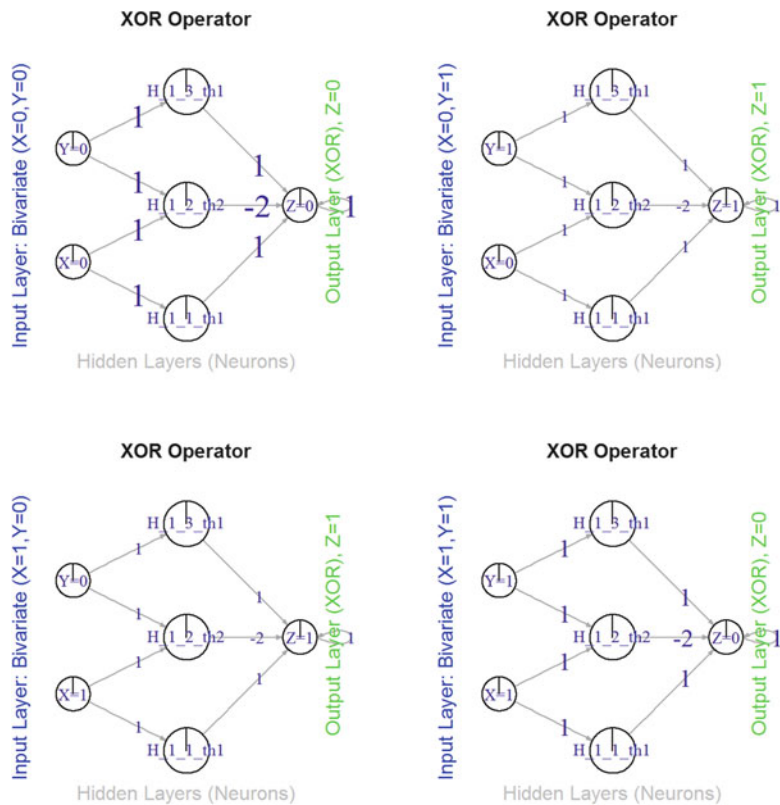 XOR Operator
Input Layer: Bivariate (X=0,Y=0)
H_1_3_th1
1
Y=0
1
1
H_1_2_th2
-2
Z=0
1
1
X=0
1
1
H_1_1_th1
Output Layer (XOR), Z=0
Hidden Layers (Neurons)
XOR Operator
Input Layer: Bivariate (X=0,Y=1)
H_1_3_th1
1
Y=1
1
1
H_1_2_th2
-2
Z=1
1
1
X=0
1
1
H_1_1_th1
Output Layer (XOR), Z=1
Hidden Layers (Neurons)
XOR Operator
Input Layer: Bivariate (X=1,Y=0)
H_1_3_th1
1
Y=0
1
1
H_1_2_th2
-2
Z=1
1
1
X=1
1
1
H_1_1_th1
Output Layer (XOR), Z=1
Hidden Layers (Neurons)
XOR Operator
Input Layer: Bivariate (X=1,Y=1)
H_1_3_th1
1
Y=1
1
1
H_1_2_th2
-2
Z=0
1
1
X=1
1
1
H_1_1_th1
Output Layer (XOR), Z=0
Hidden Layers (Neurons)